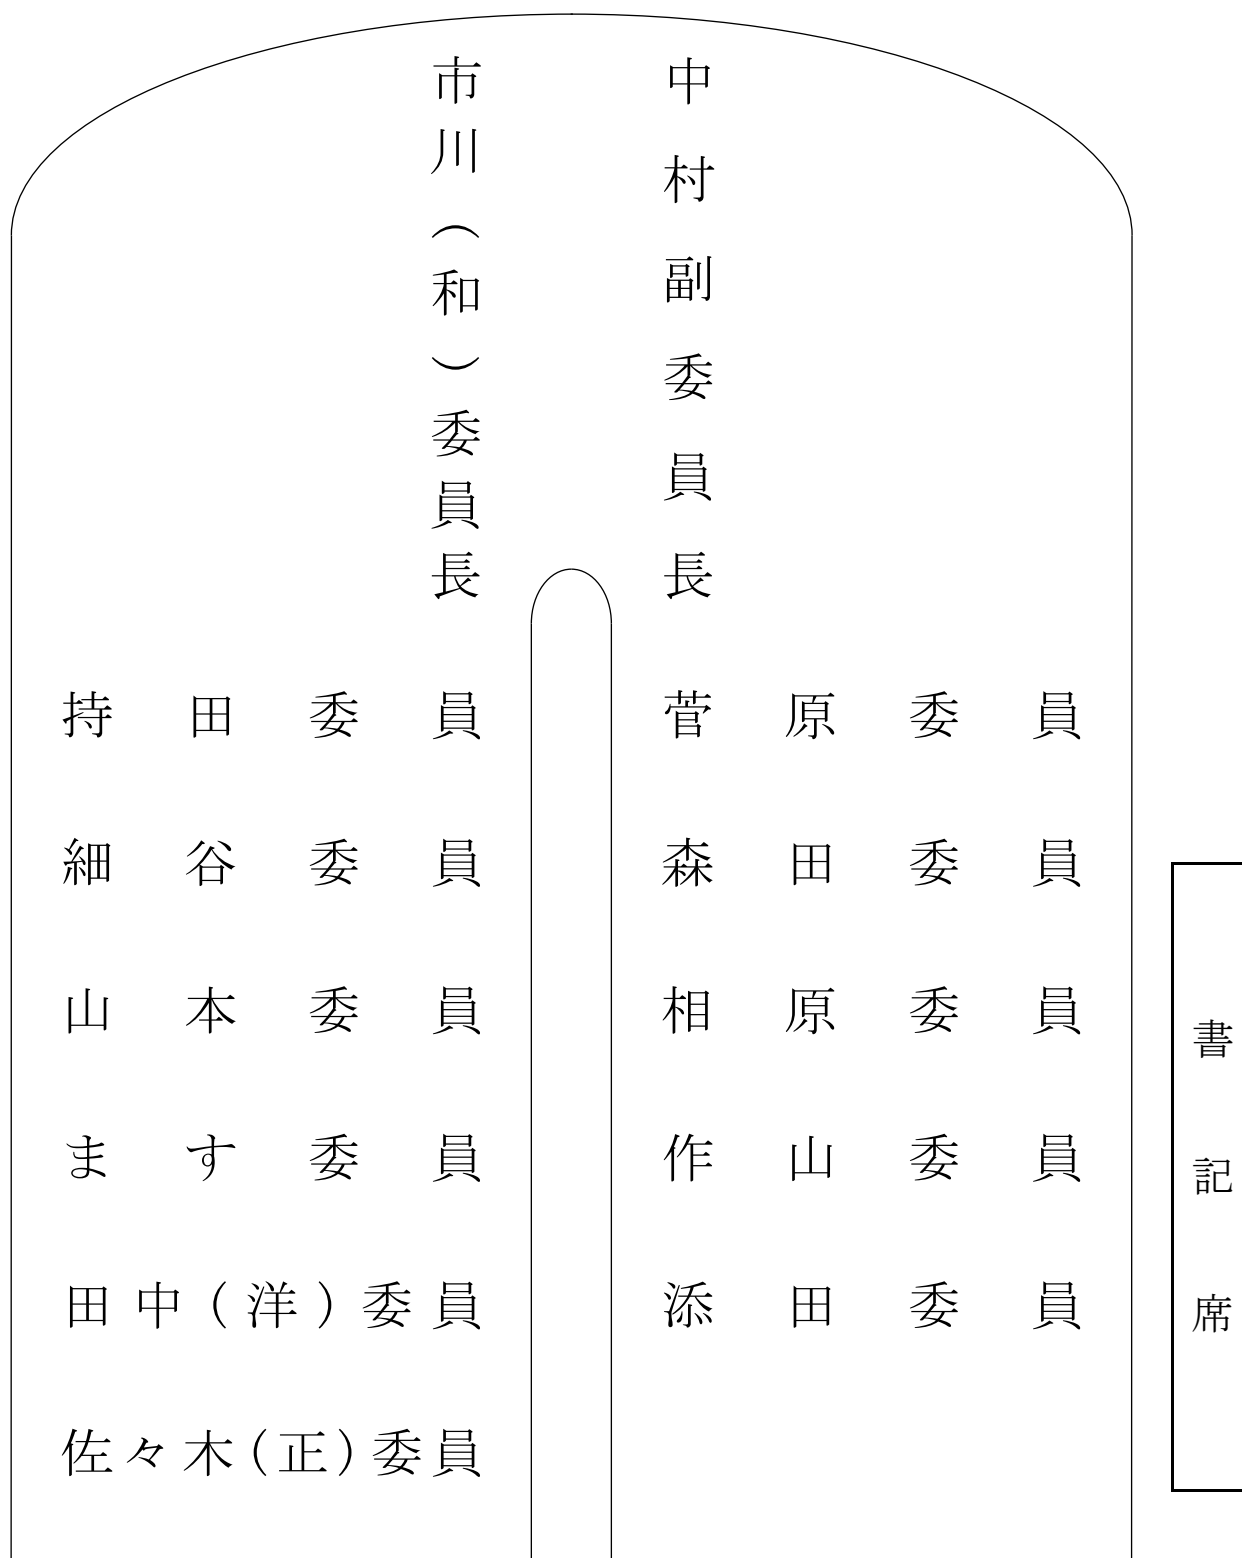 中村副委員長
市川（和）委員長
持田委員
菅原委員
細谷委員
森田委員
山本委員
相原委員
ます委員
作山委員
田中(洋)委員
添田委員
佐々木(正)委員
書記席